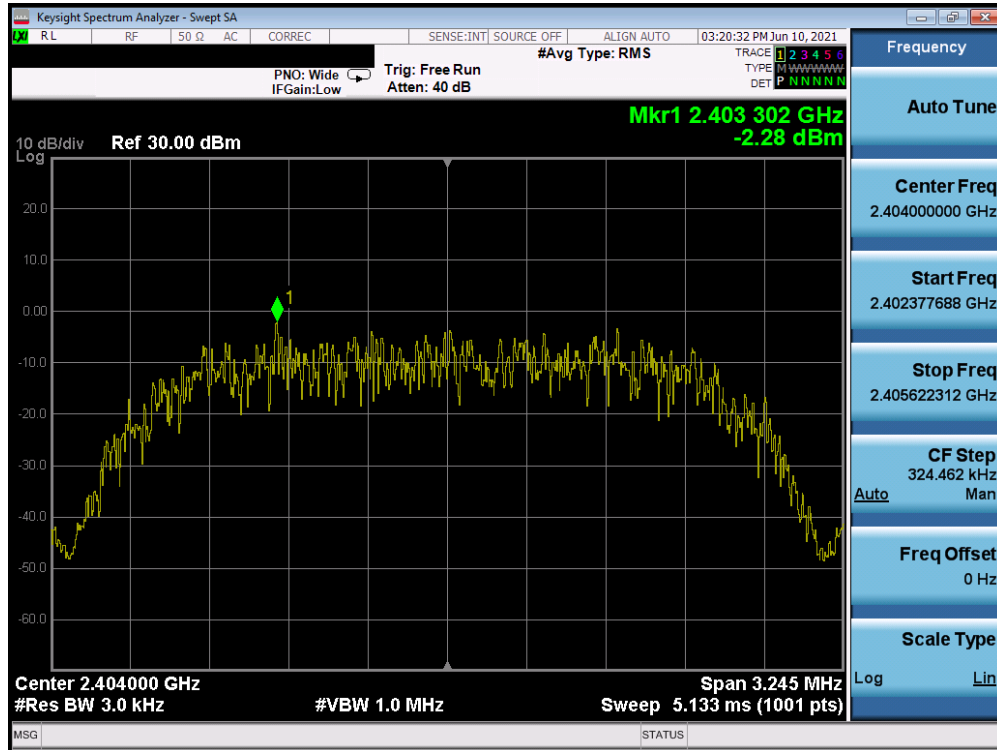 Keysight Spectrum Analyzer - Swept SA
LXI RL RF 50 Ω AC CORREC SENSE:INT SOURCE OFF ALIGN AUTO 03:20:32 PM Jun 10, 2021
#Avg Type: RMS
TRACE 1 2 3 4 5 6
TYPE M W W W W W
DET P N N N N N
PNO: Wide
IFGain:Low
Trig: Free Run
Atten: 40 dB
Mkr1 2.403 302 GHz
-2.28 dBm
10 dB/div
Log
Ref 30.00 dBm
20.0
10.0
0.00
-10.0
-20.0
-30.0
-40.0
-50.0
-60.0
1
Center 2.404000 GHz
#Res BW 3.0 kHz
#VBW 1.0 MHz
Span 3.245 MHz
Sweep 5.133 ms (1001 pts)
MSG
STATUS
Frequency
Auto Tune
Center Freq
2.404000000 GHz
Start Freq
2.402377688 GHz
Stop Freq
2.405622312 GHz
CF Step
324.462 kHz
Auto Man
Freq Offset
0 Hz
Scale Type
Log Lin